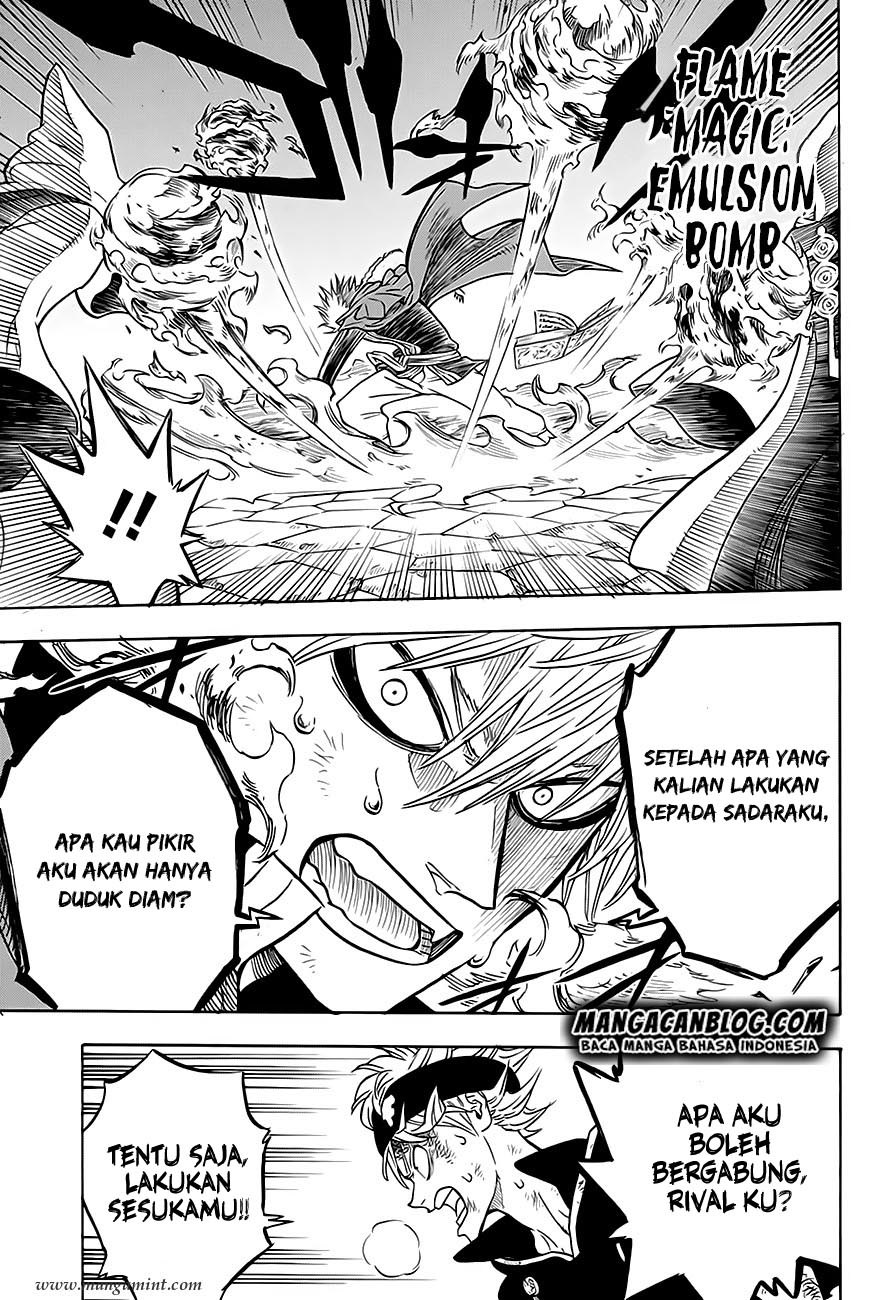 FLAME
MAGIC:
EMULSION
BOMB
!!
SETELAH APA YANG
KALIAN LAKUKAN
KEPADA SADARAKU,
APA KAU PIKIR
AKU AKAN HANYA
DUDUK DIAM?
MANGACANBLOG.COM
BACA MANGA BAHASA INDONESIA
APA AKU
BOLEH
BERGABUNG,
RIVAL KU?
TENTU SAJA,
LAKUKAN
SESUKAMU!!
www.mangamint.com